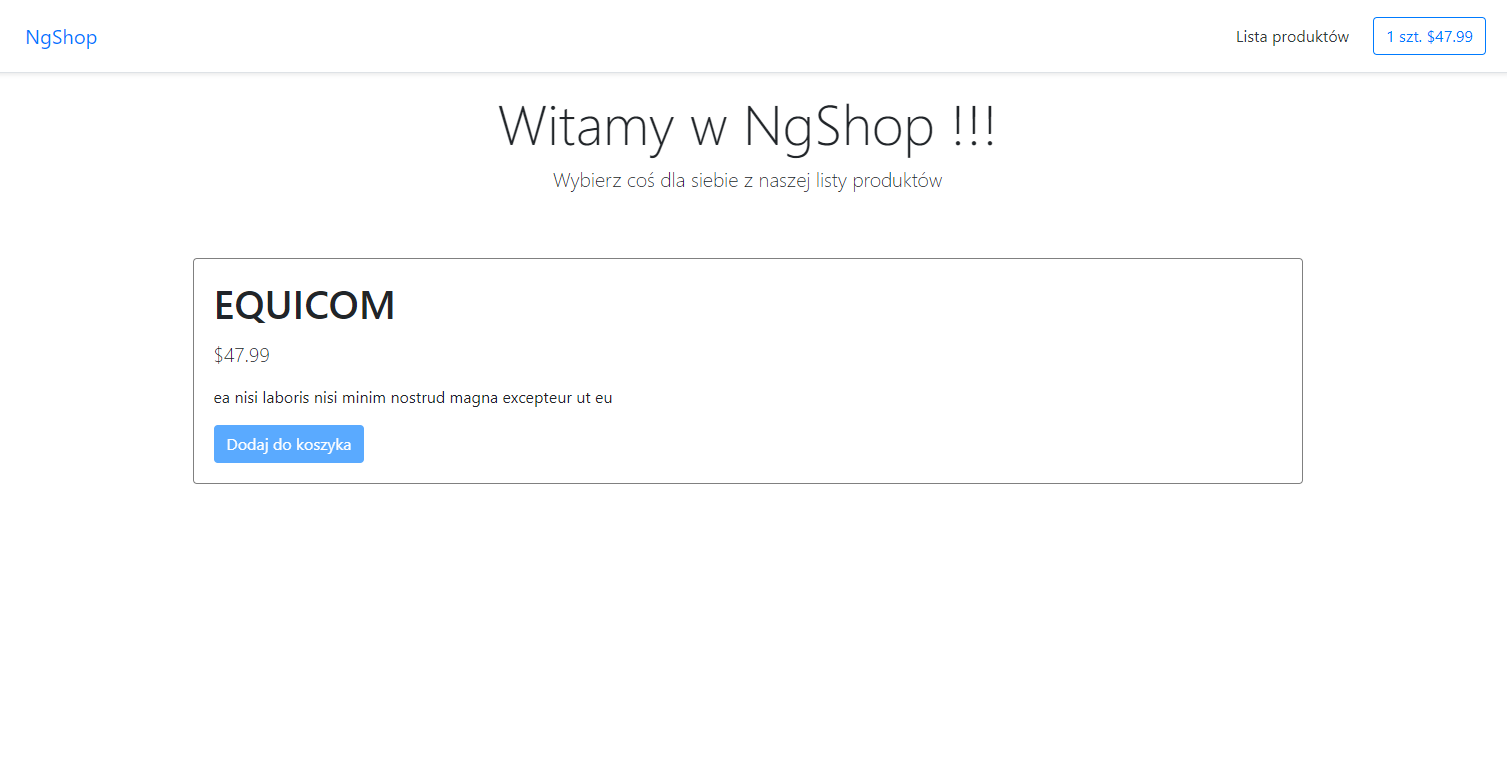 NgShop
Lista produktów
1 szt. $47.99
Witamy w NgShop !!!
Wybierz coś dla siebie z naszej listy produktów
EQUICOM
$47.99
ea nisi laboris nisi minim nostrud magna excepteur ut eu
Dodaj do koszyka